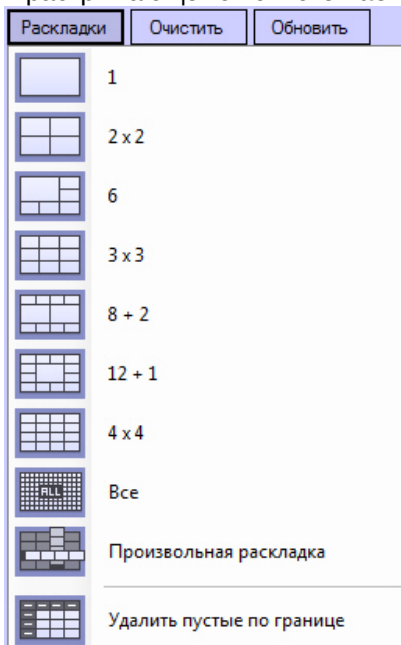 Раскладки Очистить Обновить
1
2 x 2
6
3 x 3
8 + 2
12 + 1
4 x 4
ALL Все
Произвольная раскладка
Удалить пустые по границе